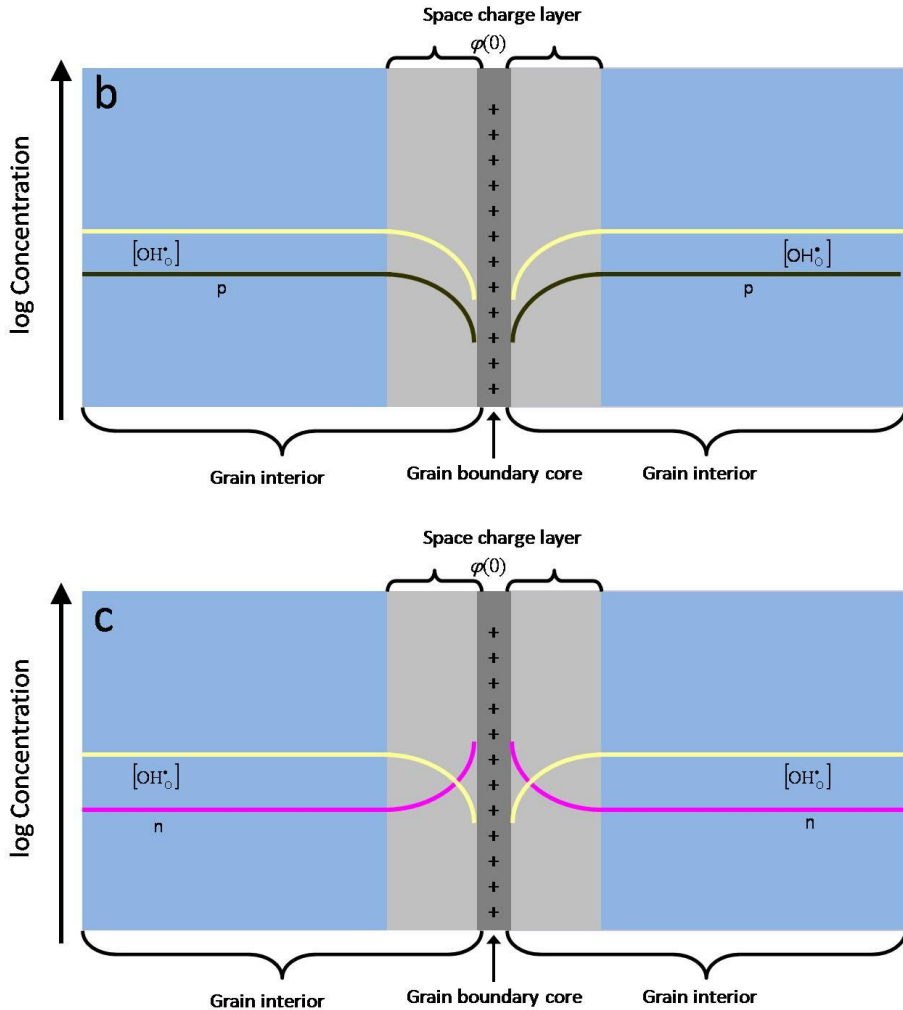 Space charge layer
φ(0)
b
log Concentration
[OH•O]
[OH•O]
p
p
+
+
+
+
+
+
+
+
+
+
+
+
Grain interior
Grain boundary core
Grain interior
Space charge layer
φ(0)
c
log Concentration
[OH•O]
[OH•O]
n
n
+
+
+
+
+
+
+
+
+
+
+
+
Grain interior
Grain boundary core
Grain interior